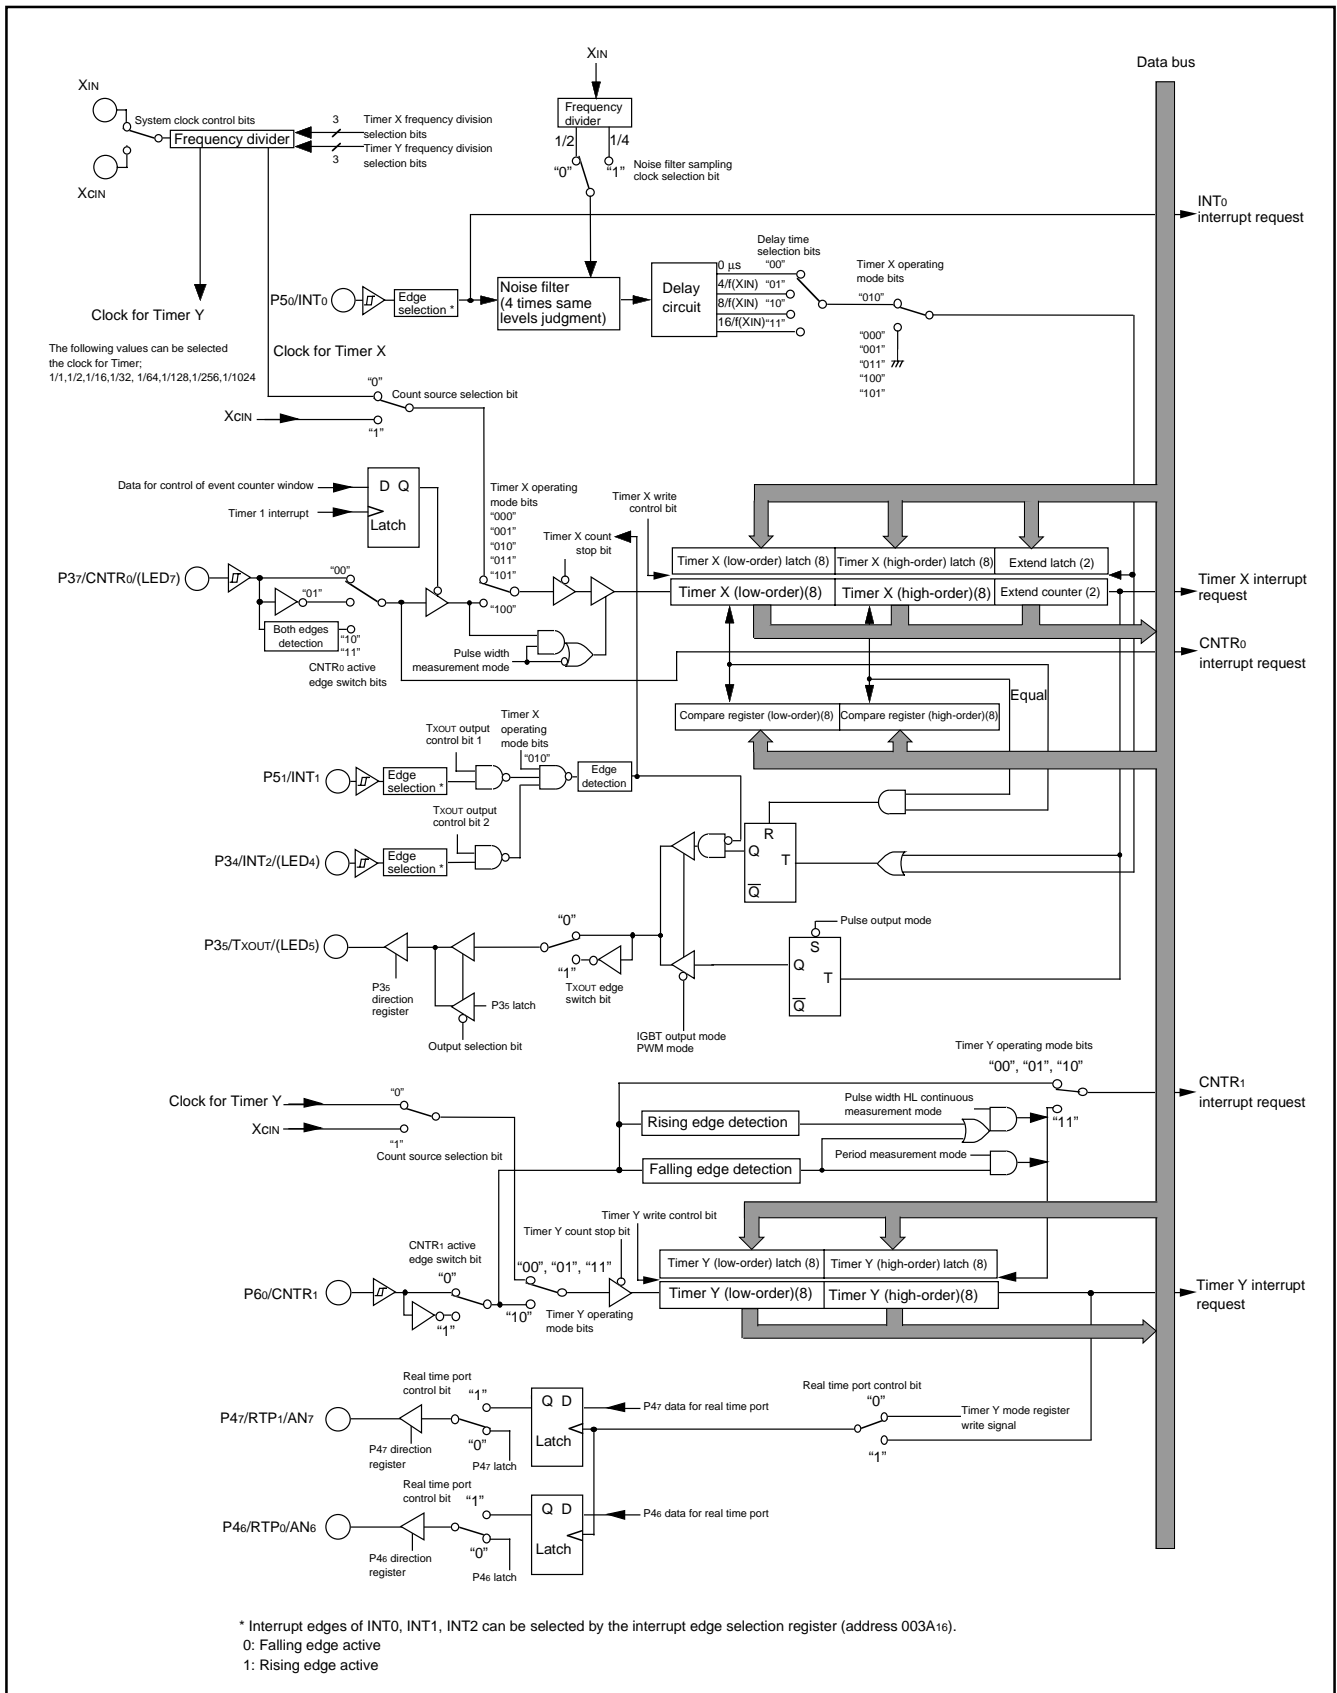 XIN
Data bus
XIN
System clock control bits
Frequency divider
3
Timer X frequency division
selection bits
Timer Y frequency division
selection bits
3
XCIN
Frequency
divider
1/2
1/4
“0”
“1”
Noise filter sampling
clock selection bit
INT0
interrupt request
P50/INT0
Edge
selection *
Noise filter
(4 times same
levels judgment)
Delay
circuit
Delay time
selection bits
0 µs “00”
4/f(XIN) “01”
8/f(XIN) “10”
16/f(XIN) “11”
Timer X operating
mode bits
“010”
“000”
“001”
“011”
“100”
“101”
Clock for Timer Y
The following values can be selected
the clock for Timer;
1/1,1/2,1/16,1/32, 1/64,1/128,1/256,1/1024
Clock for Timer X
“0”
Count source selection bit
XCIN
“1”
Data for control of event counter window
D Q
Timer 1 interrupt
Latch
Timer X operating
mode bits
“000”
“001”
“010”
“011”
“101”
“100”
Timer X count
stop bit
Timer X write
control bit
Timer X (low-order) latch (8)
Timer X (high-order) latch (8)
Extend latch (2)
Timer X (low-order)(8)
Timer X (high-order)(8)
Extend counter (2)
Timer X interrupt
request
P37/CNTR0/(LED7)
“00”
“01”
Both edges
detection
“10”
“11”
CNTR0 active
edge switch bits
Pulse width
measurement mode
CNTR0
interrupt request
Equal
Compare register (low-order)(8)
Compare register (high-order)(8)
TXOUT output
control bit 1
Timer X
operating
mode bits
“010”
P51/INT1
Edge
selection *
Edge
detection
TXOUT output
control bit 2
P34/INT2/(LED4)
Edge
selection *
R
Q
T
Q
Pulse output mode
S
Q
T
Q
P35/TXOUT/(LED5)
“0”
“1”
TXOUT edge
switch bit
P35
direction
register
P35 latch
Output selection bit
IGBT output mode
PWM mode
Timer Y operating mode bits
“00”, “01”, “10”
“11”
CNTR1
interrupt request
Clock for Timer Y
“0”
XCIN
“1”
Count source selection bit
Rising edge detection
Pulse width HL continuous
measurement mode
Falling edge detection
Period measurement mode
Timer Y write control bit
Timer Y count stop bit
Timer Y (low-order) latch (8)
Timer Y (high-order) latch (8)
Timer Y (low-order)(8)
Timer Y (high-order)(8)
Timer Y interrupt
request
CNTR1 active
edge switch bit
P60/CNTR1
“0”
“1”
“00”, “01”, “11”
“10”
Timer Y operating
mode bits
Real time port
control bit
“1”
Q D
P47 data for real time port
Real time port control bit
“0”
Timer Y mode register
write signal
“1”
P47/RTP1/AN7
“0”
Latch
P47 direction
register
P47 latch
Real time port
control bit
“1”
Q D
P46 data for real time port
P46/RTP0/AN6
“0”
Latch
P46 direction
register
P46 latch
* Interrupt edges of INT0, INT1, INT2 can be selected by the interrupt edge selection register (address 003A16).
0: Falling edge active
1: Rising edge active